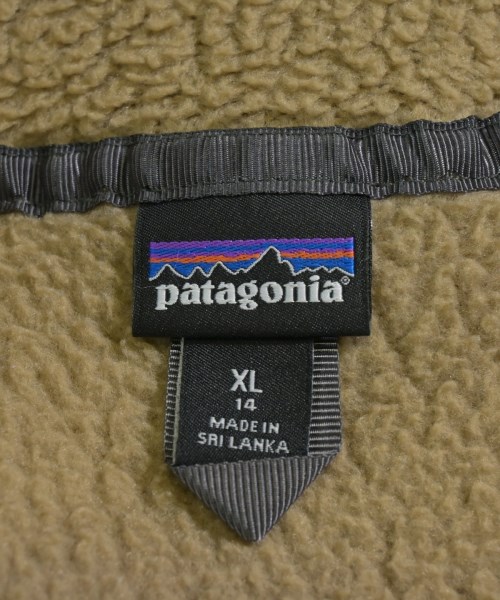 patagonia®
XL
14
MADE IN
SRI LANKA